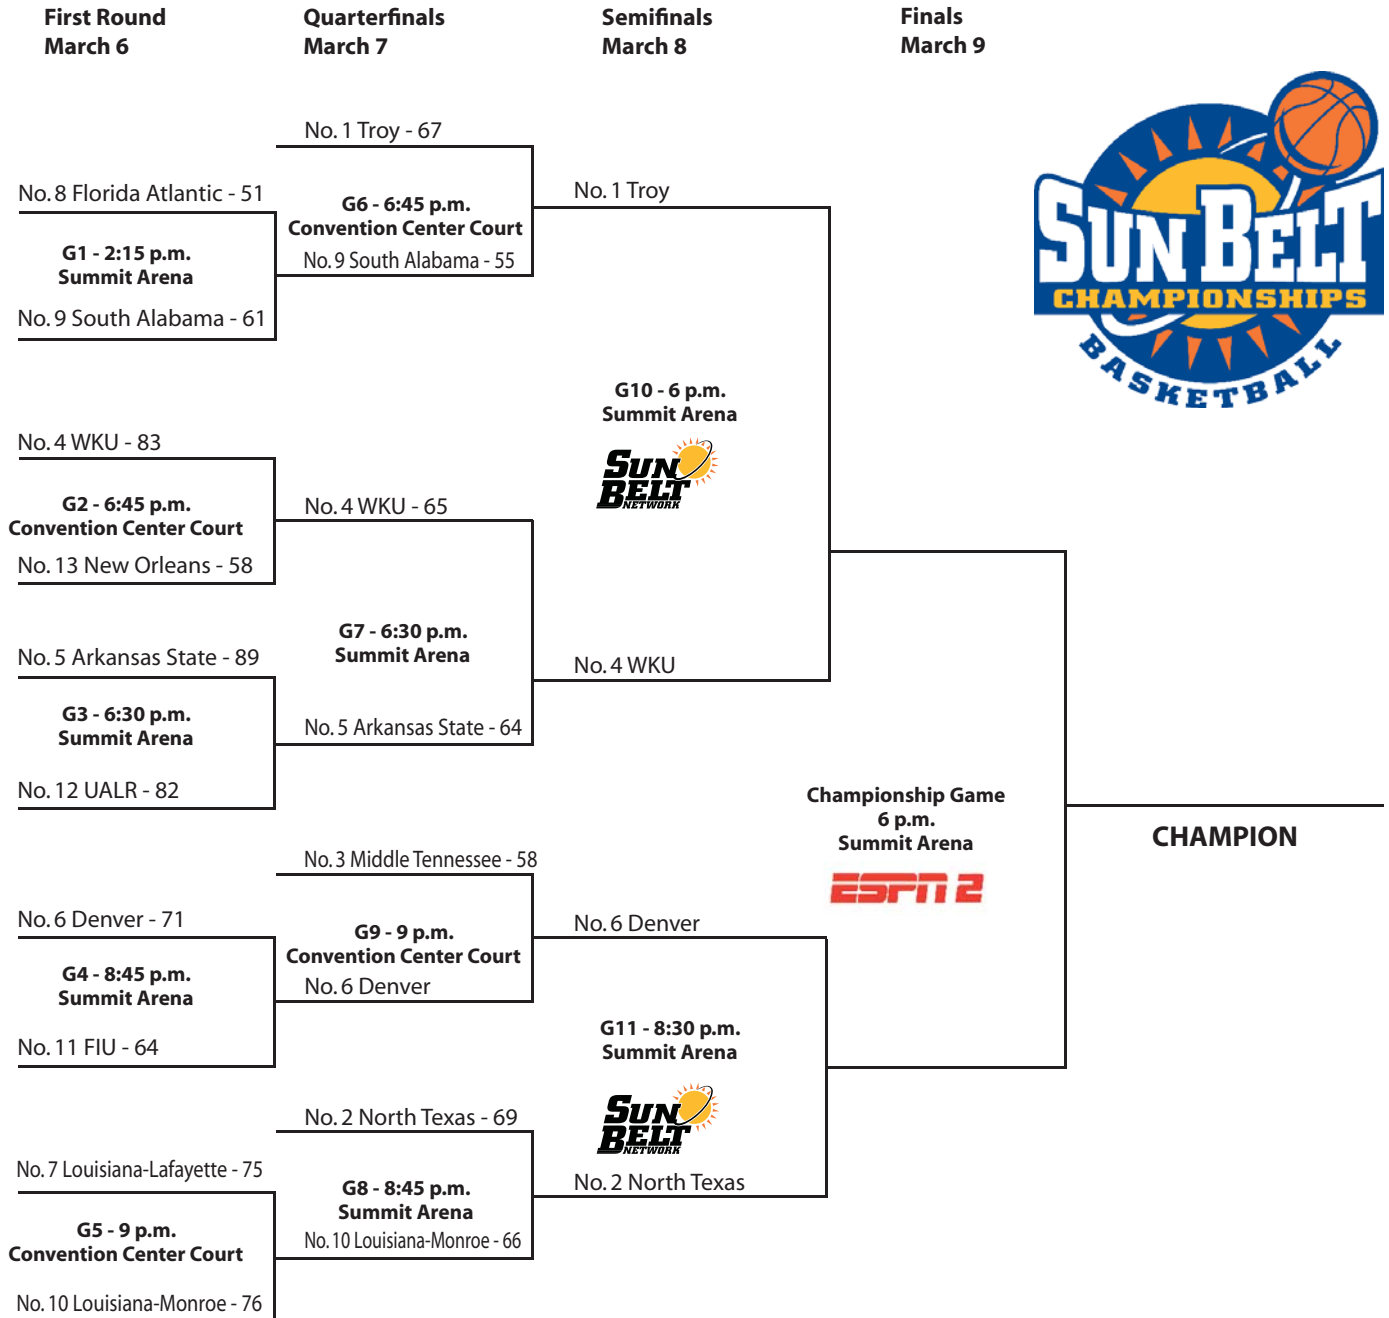 First Round
March 6
Quarterfinals
March 7
Semifinals
March 8
Finals
March 9
SUN BELT
CHAMPIONSHIPS
BASKETBALL
No. 8 Florida Atlantic - 51
G1 - 2:15 p.m.
Summit Arena
No. 9 South Alabama - 61
No. 4 WKU - 83
G2 - 6:45 p.m.
Convention Center Court
No. 13 New Orleans - 58
No. 5 Arkansas State - 89
G3 - 6:30 p.m.
Summit Arena
No. 12 UALR - 82
No. 6 Denver - 71
G4 - 8:45 p.m.
Summit Arena
No. 11 FIU - 64
No. 7 Louisiana-Lafayette - 75
G5 - 9 p.m.
Convention Center Court
No. 10 Louisiana-Monroe - 76
No. 1 Troy - 67
G6 - 6:45 p.m.
Convention Center Court
No. 9 South Alabama - 55
No. 4 WKU - 65
G7 - 6:30 p.m.
Summit Arena
No. 5 Arkansas State - 64
No. 3 Middle Tennessee - 58
G9 - 9 p.m.
Convention Center Court
No. 6 Denver
No. 2 North Texas - 69
G8 - 8:45 p.m.
Summit Arena
No. 10 Louisiana-Monroe - 66
No. 1 Troy
G10 - 6 p.m.
Summit Arena
SUN
BELT
NETWORK
No. 4 WKU
No. 6 Denver
G11 - 8:30 p.m.
Summit Arena
SUN
BELT
NETWORK
No. 2 North Texas
Championship Game
6 p.m.
Summit Arena
ESPN 2
CHAMPION